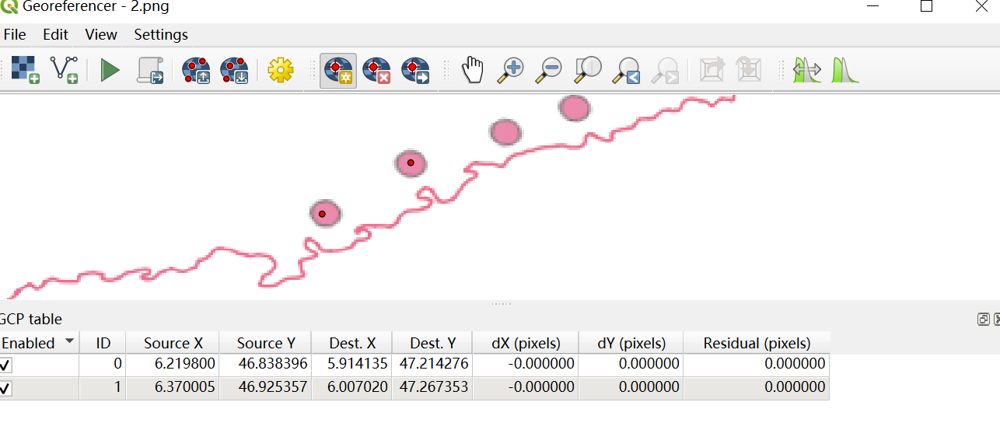 Georeferencer - 2.png
File Edit View Settings
GCP table
Enabled ID Source X Source Y Dest. X Dest. Y dX (pixels) dY (pixels) Residual (pixels)
0 6.219800 46.838396 5.914135 47.214276 -0.000000 0.000000 0.000000
1 6.370005 46.925357 6.007020 47.267353 -0.000000 0.000000 0.000000